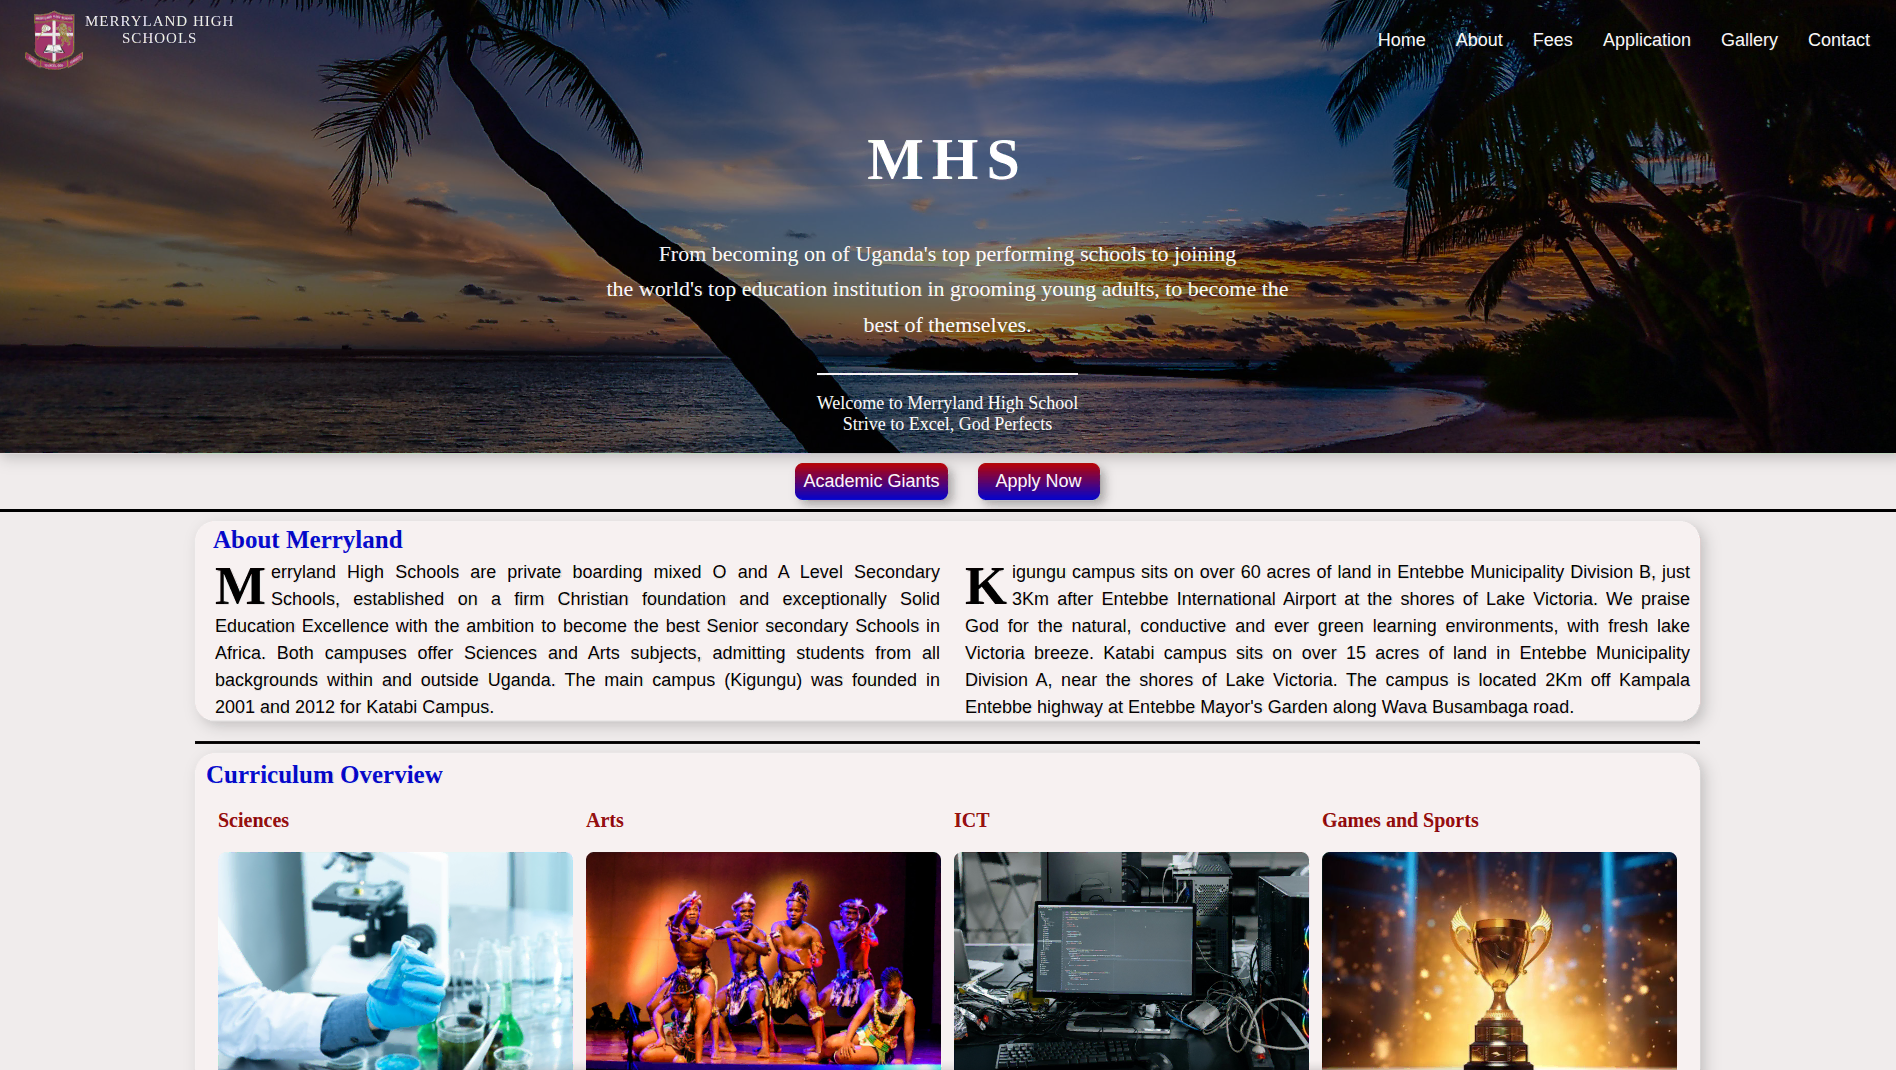 MERRYLAND HIGH
SCHOOLS
Home About Fees Application Gallery Contact
MHS
From becoming on of Uganda's top performing schools to joining
the world's top education institution in grooming young adults, to become the
best of themselves.
Welcome to Merryland High School
Strive to Excel, God Perfects
Academic Giants Apply Now
About Merryland
Merryland High Schools are private boarding mixed O and A Level Secondary
Schools, established on a firm Christian foundation and exceptionally Solid
Education Excellence with the ambition to become the best Senior secondary Schools in
Africa. Both campuses offer Sciences and Arts subjects, admitting students from all
backgrounds within and outside Uganda. The main campus (Kigungu) was founded in
2001 and 2012 for Katabi Campus.
Kigungu campus sits on over 60 acres of land in Entebbe Municipality Division B, just
3Km after Entebbe International Airport at the shores of Lake Victoria. We praise
God for the natural, conductive and ever green learning environments, with fresh lake
Victoria breeze. Katabi campus sits on over 15 acres of land in Entebbe Municipality
Division A, near the shores of Lake Victoria. The campus is located 2Km off Kampala
Entebbe highway at Entebbe Mayor's Garden along Wava Busambaga road.
Curriculum Overview
Sciences
Arts
ICT
Games and Sports